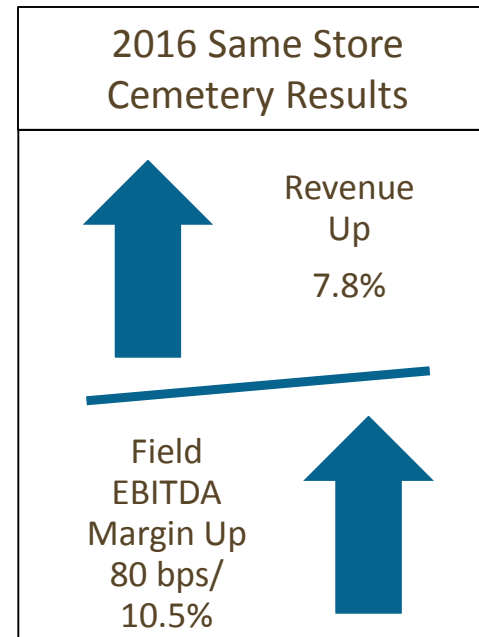 2016 Same Store
Cemetery Results
Revenue
Up
7.8%
Field
EBITDA
Margin Up
80 bps/
10.5%